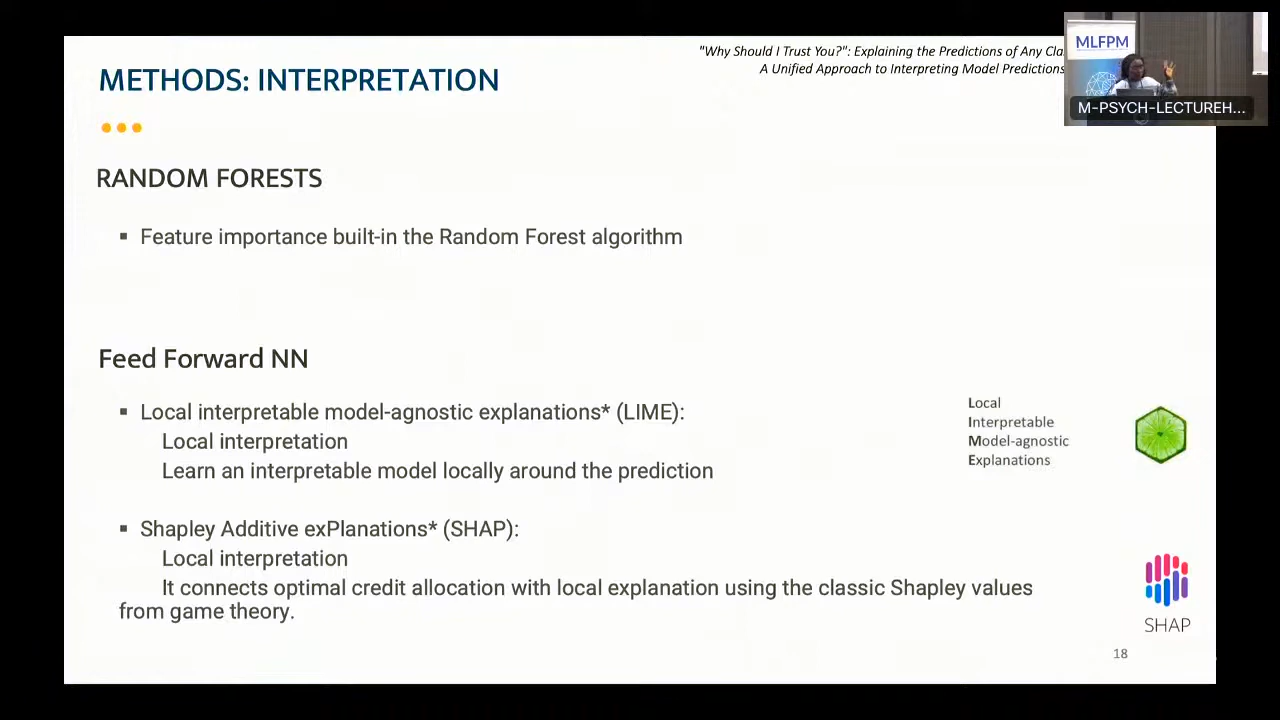 "Why Should I Trust You?": Explaining the Predictions of Any
A Unified Approach to Interpreting Model Predictions
MLFPM
M-PSYCH-LECTUREH...
METHODS: INTERPRETATION
RANDOM FORESTS
▪ Feature importance built-in the Random Forest algorithm
Feed Forward NN
▪ Local interpretable model-agnostic explanations* (LIME):
Local interpretation
Learn an interpretable model locally around the prediction
Local
Interpretable
Model-agnostic
Explanations
▪ Shapley Additive exPlanations* (SHAP):
Local interpretation
It connects optimal credit allocation with local explanation using the classic Shapley values
from game theory.
SHAP
18